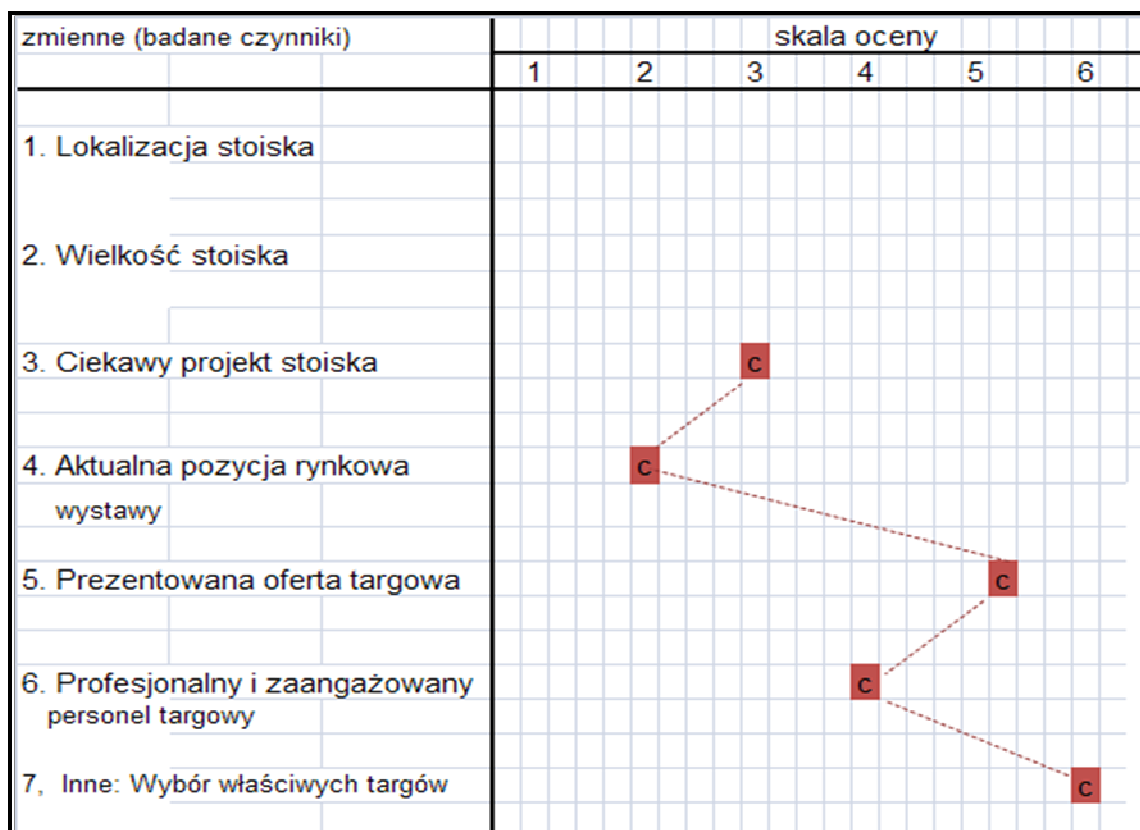 zmienne (badane czynniki) skala oceny
1 2 3 4 5 6
1. Lokalizacja stoiska
2. Wielkość stoiska
3. Ciekawy projekt stoiska c
4. Aktualna pozycja rynkowa c
wystawy
5. Prezentowana oferta targowa c
6. Profesjonalny i zaangażowany c
personel targowy
7, Inne: Wybór właściwych targów c